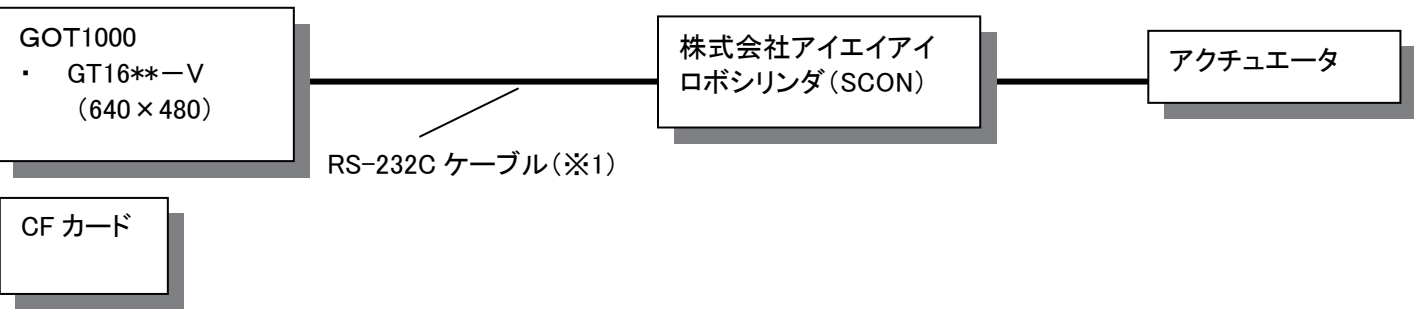 GOT1000
・ GT16**－V
(640×480)
株式会社アイエイアイ
ロボシリンダ(SCON)
アクチュエータ
RS-232C ケーブル(※1)
CF カード